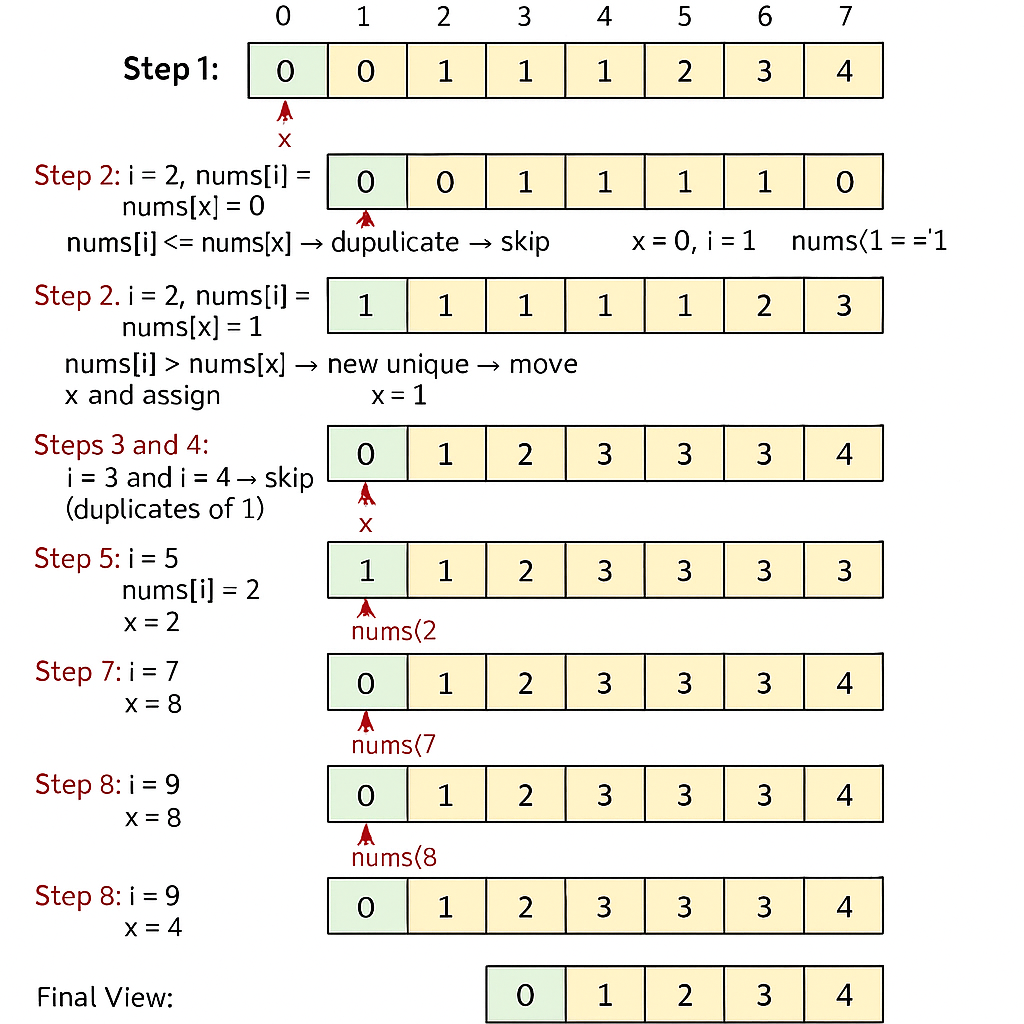 0 1 2 3 4 5 6 7
Step 1: 0 0 1 1 1 2 3 4
x
Step 2: i = 2, nums[i] =
nums[x] = 0
0 0 1 1 1 1 0
nums[i] <= nums[x] → dupulicate → skip x = 0, i = 1 nums(1 = ='1
Step 2. i = 2, nums[i] =
nums[x] = 1
1 1 1 1 1 2 3
nums[i] > nums[x] → new unique → move
x and assign x = 1
Steps 3 and 4:
i = 3 and i = 4 → skip
(duplicates of 1)
0 1 2 3 3 3 4
x
Step 5: i = 5
nums[i] = 2
x = 2
1 1 2 3 3 3 3
nums(2
Step 7: i = 7
x = 8
0 1 2 3 3 3 4
nums(7
Step 8: i = 9
x = 8
0 1 2 3 3 3 4
nums(8
Step 8: i = 9
x = 4
0 1 2 3 3 3 4
Final View: 0 1 2 3 4